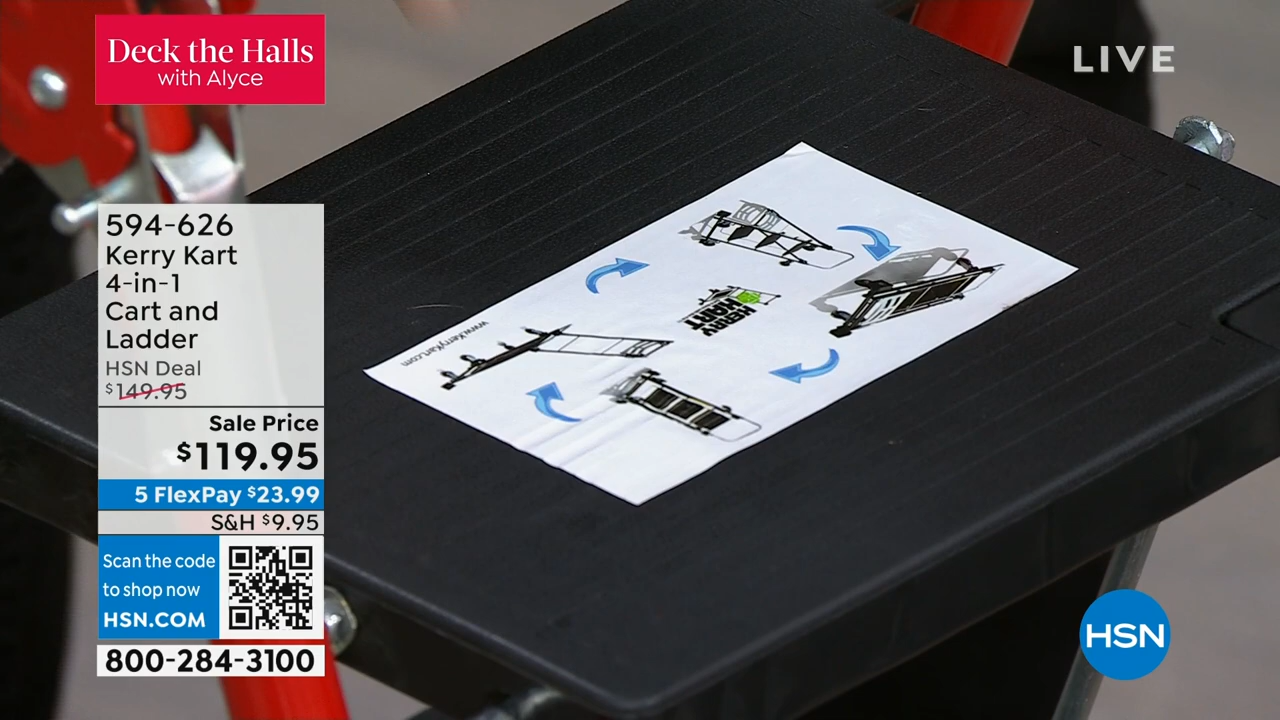 Deck the Halls
with Alyce
LIVE
594-626
Kerry Kart
4-in-1
Cart and
Ladder
HSN Deal
$149.95
Sale Price
$119.95
5 FlexPay $23.99
S&H $9.95
Scan the code
to shop now
HSN.COM
800-284-3100
www.KerryKart.com
KERRY
KART
HSN